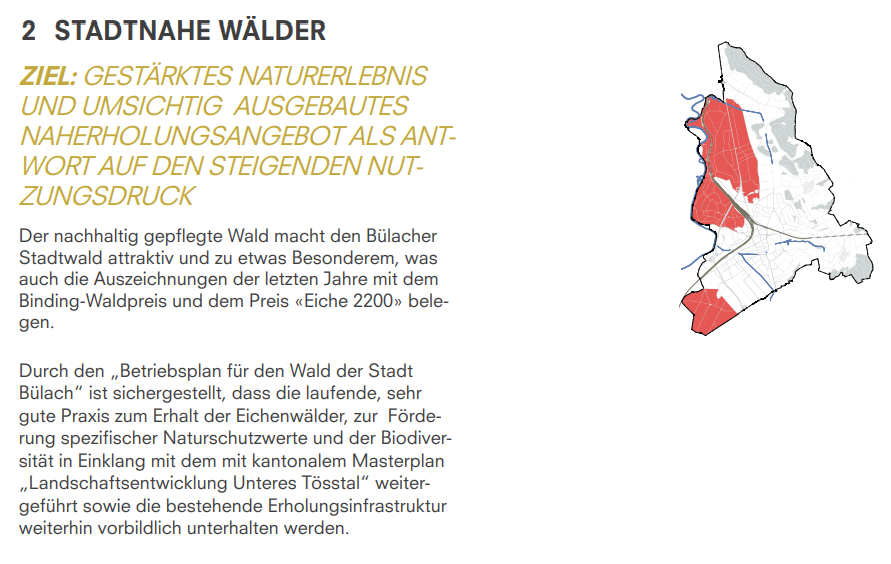 2 STADTNAHE WÄLDER
ZIEL: GESTÄRKTES NATURERLEBNIS
UND UMSICHTIG AUSGEBAUTES
NAHERHOLUNGSANGEBOT ALS ANT-
WORT AUF DEN STEIGENDEN NUT-
ZUNGSDRUCK
Der nachhaltig gepflegte Wald macht den Bülacher
Stadtwald attraktiv und zu etwas Besonderem, was
auch die Auszeichnungen der letzten Jahre mit dem
Binding-Waldpreis und dem Preis «Eiche 2200» bele-
gen.
Durch den „Betriebsplan für den Wald der Stadt
Bülach“ ist sichergestellt, dass die laufende, sehr
gute Praxis zum Erhalt der Eichenwälder, zur Förde-
rung spezifischer Naturschutzwerte und der Biodiver-
sität in Einklang mit dem mit kantonalem Masterplan
„Landschaftsentwicklung Unteres Tösstal“ weiter-
geführt sowie die bestehende Erholungsinfrastruktur
weiterhin vorbildlich unterhalten werden.